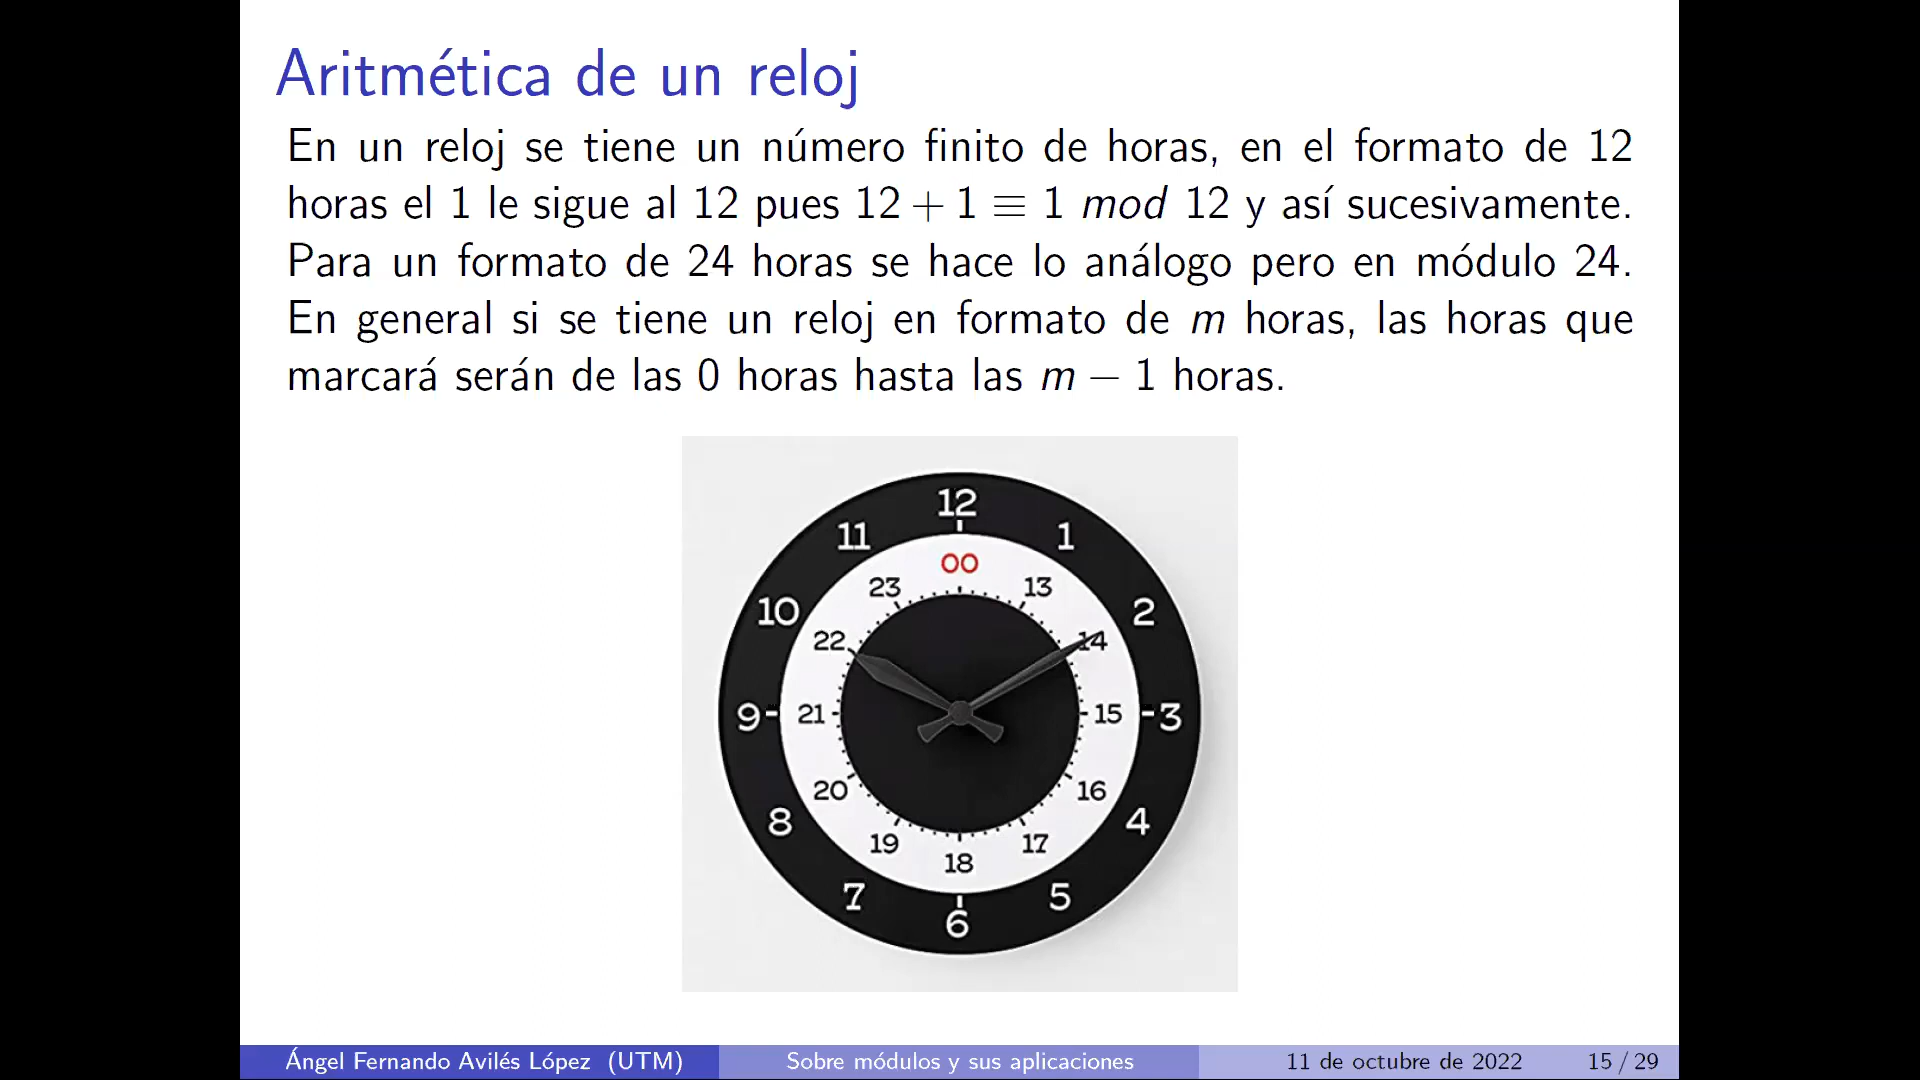 Aritmética de un reloj
En un reloj se tiene un número finito de horas, en el formato de 12
horas el 1 le sigue al 12 pues 12 + 1 ≡ 1 mod 12 y así sucesivamente.
Para un formato de 24 horas se hace lo análogo pero en módulo 24.
En general si se tiene un reloj en formato de m horas, las horas que
marcará serán de las 0 horas hasta las m − 1 horas.
12
11 1
00
23 13
10 2
22 14
9 21 15 3
20 16
8 4
19 17
18
7 5
6
Ángel Fernando Avilés López (UTM) Sobre módulos y sus aplicaciones 11 de octubre de 2022 15 / 29